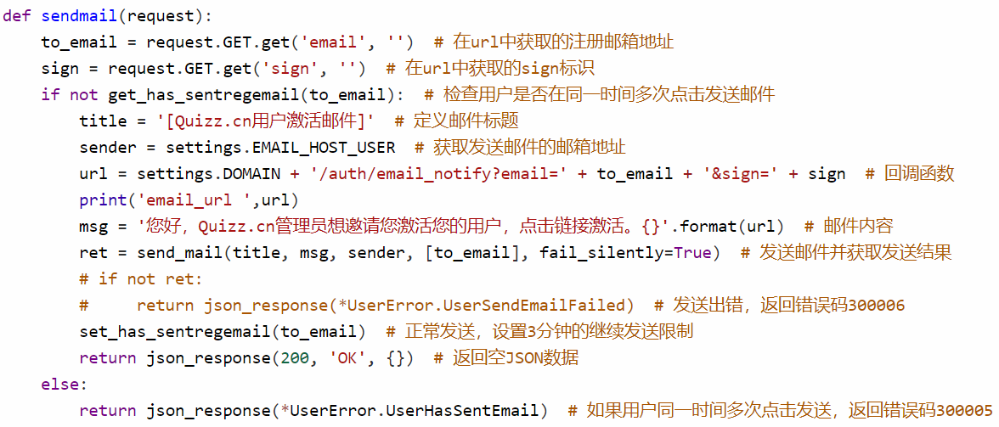 def sendmail(request):
    to_email = request.GET.get('email', '')  # 在url中获取的注册邮箱地址
    sign = request.GET.get('sign', '')  # 在url中获取的sign标识
    if not get_has_sentregemail(to_email):  # 检查用户是否在同一时间多次点击发送邮件
        title = '[Quizz.cn用户激活邮件]'  # 定义邮件标题
        sender = settings.EMAIL_HOST_USER  # 获取发送邮件的邮箱地址
        url = settings.DOMAIN + '/auth/email_notify?email=' + to_email + '&sign=' + sign  # 回调函数
        print('email_url ',url)
        msg = '您好，Quizz.cn管理员想邀请您激活您的用户，点击链接激活。{}'.format(url)  # 邮件内容
        ret = send_mail(title, msg, sender, [to_email], fail_silently=True)  # 发送邮件并获取发送结果
        # if not ret:
        #     return json_response(*UserError.UserSendEmailFailed)  # 发送出错，返回错误码300006
        set_has_sentregemail(to_email)  # 正常发送，设置3分钟的继续发送限制
        return json_response(200, 'OK', {})  # 返回空JSON数据
    else:
        return json_response(*UserError.UserHasSentEmail)  # 如果用户同一时间多次点击发送，返回错误码300005